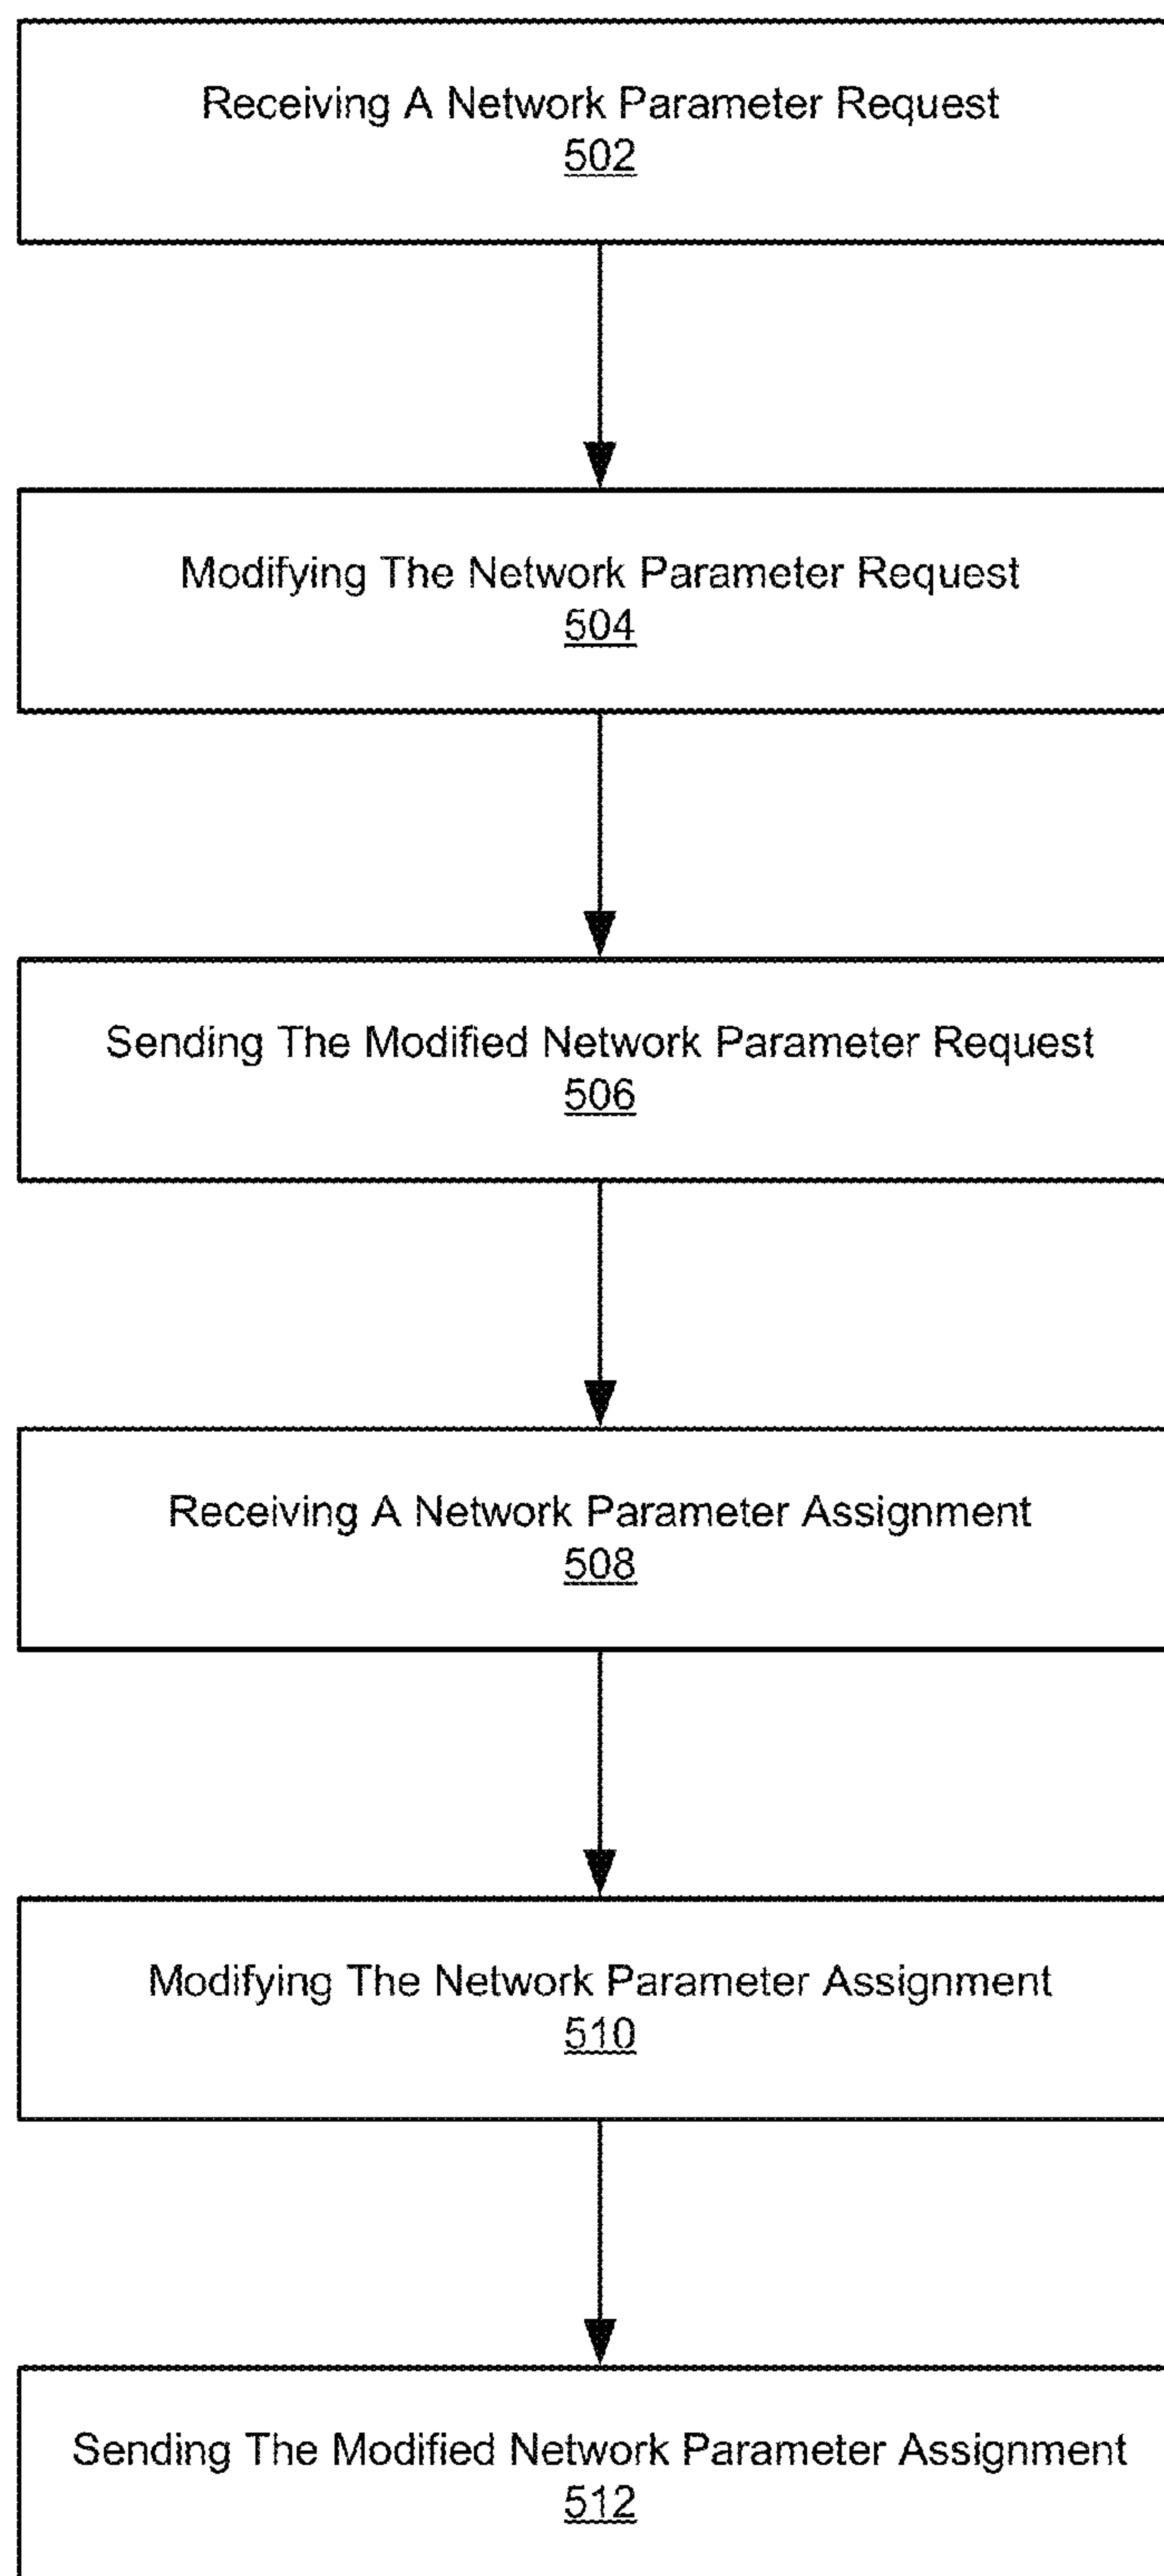 Receiving A Network Parameter Request
502
Modifying The Network Parameter Request
504
Sending The Modified Network Parameter Request
506
Receiving A Network Parameter Assignment
508
Modifying The Network Parameter Assignment
510
Sending The Modified Network Parameter Assignment
512